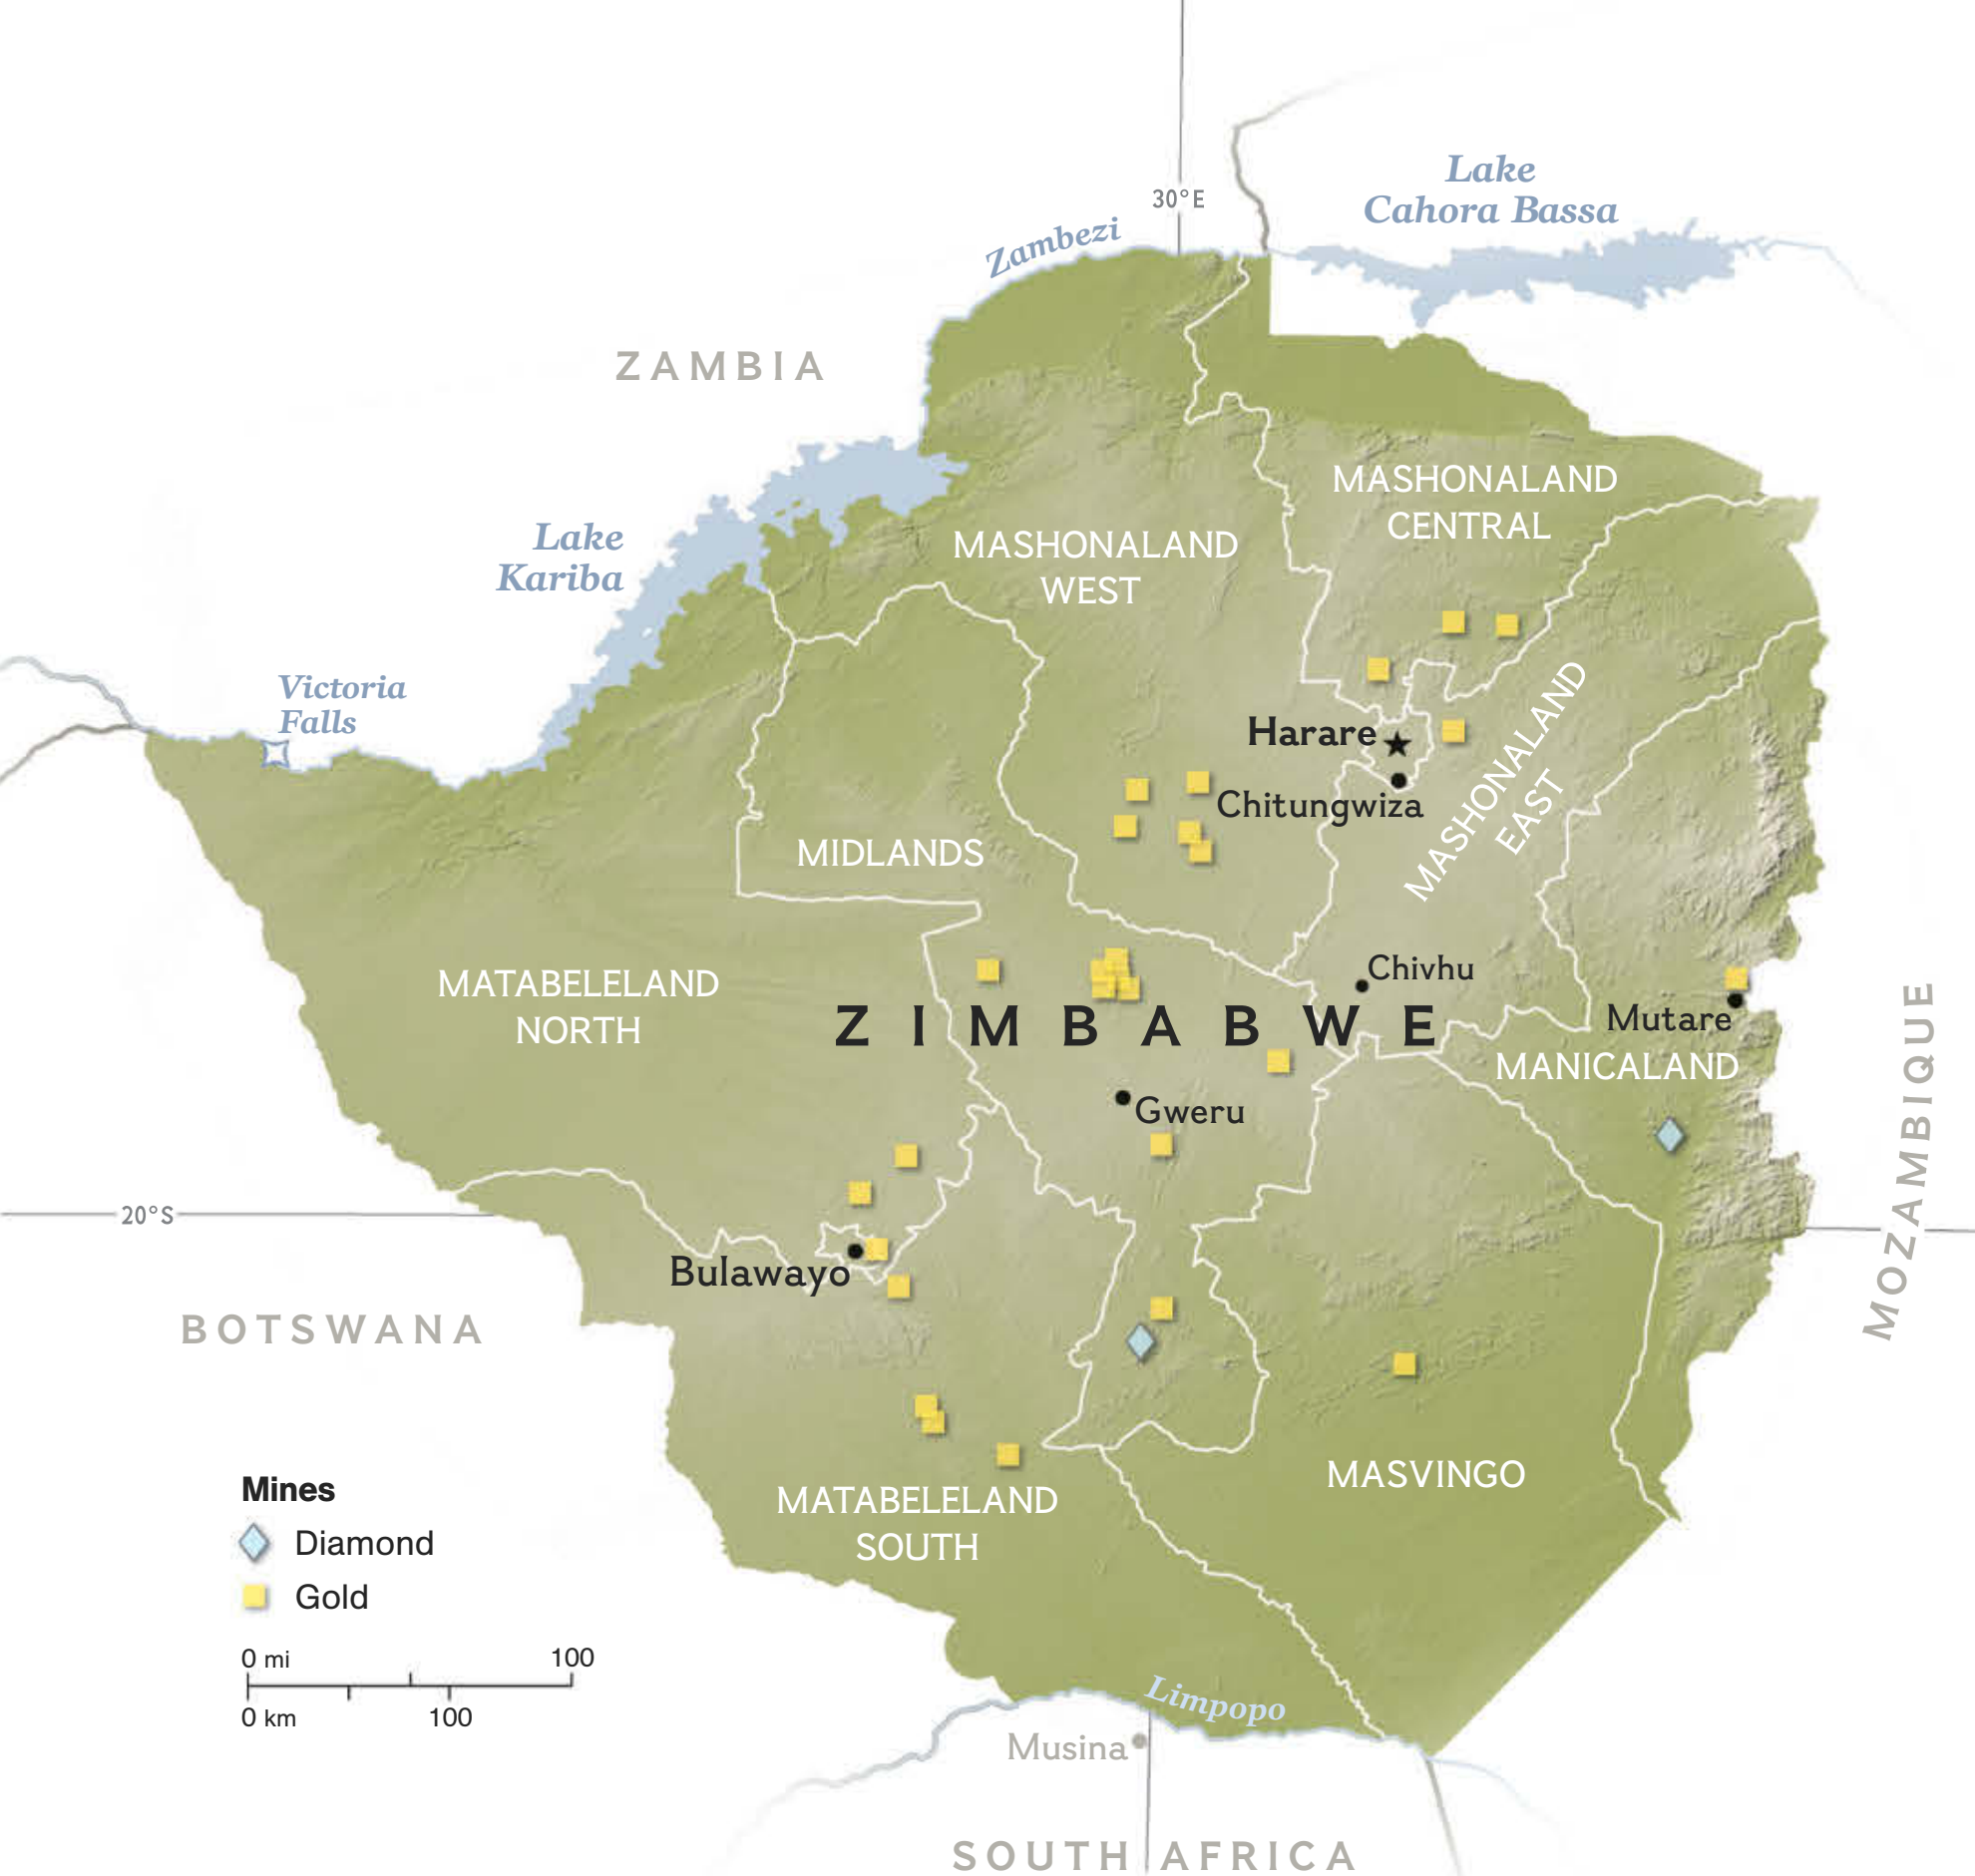 30°E
Lake
Cahora Bassa
Zambezi
ZAMBIA
MASHONALAND
CENTRAL
Lake
Kariba
MASHONALAND
WEST
Victoria
Falls
Harare
Chitungwiza
MASHONALAND
EAST
MIDLANDS
Chivhu
MATABELELAND
NORTH
ZIMBABWE
Mutare
MANICALAND
MOZAMBIQUE
Gweru
20°S
Bulawayo
BOTSWANA
MASVINGO
MATABELELAND
SOUTH
Mines
Diamond
Gold
0 mi 100
0 km 100
Limpopo
Musina
SOUTH AFRICA